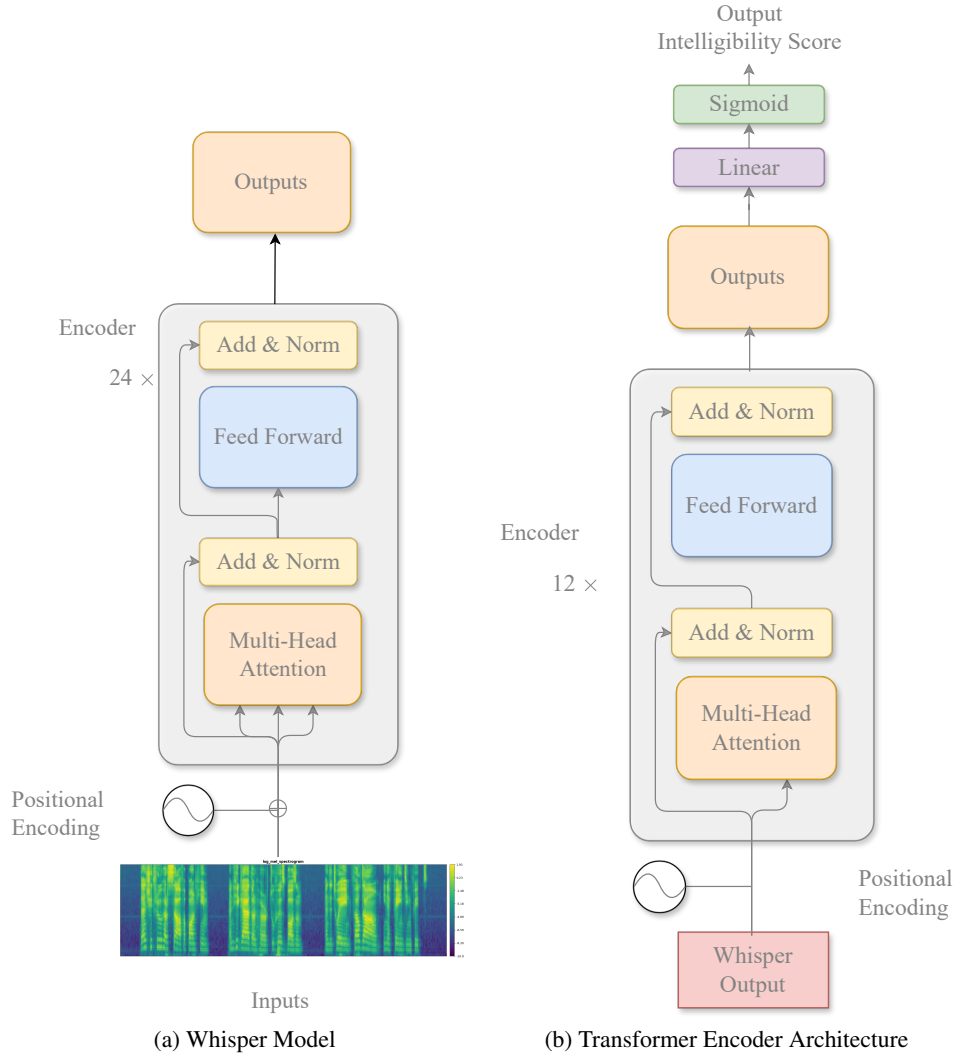 Outputs
Encoder
24 ×
Add & Norm
Feed Forward
Add & Norm
Multi-Head
Attention
Positional
Encoding
log_mel_spectrogram
Inputs
(a) Whisper Model
Output
Intelligibility Score
Sigmoid
Linear
Outputs
Encoder
12 ×
Add & Norm
Feed Forward
Add & Norm
Multi-Head
Attention
Positional
Encoding
Whisper
Output
(b) Transformer Encoder Architecture